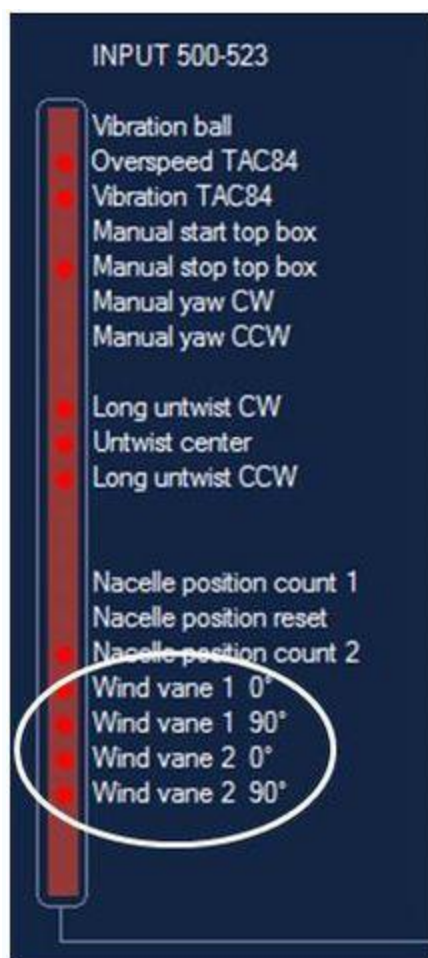 INPUT 500-523
Vibration ball
Overspeed TAC84
Vibration TAC84
Manual start top box
Manual stop top box
Manual yaw CW
Manual yaw CCW
Long untwist CW
Untwist center
Long untwist CCW
Nacelle position count 1
Nacelle position reset
Nacelle position count 2
Wind vane 1 0°
Wind vane 1 90°
Wind vane 2 0°
Wind vane 2 90°